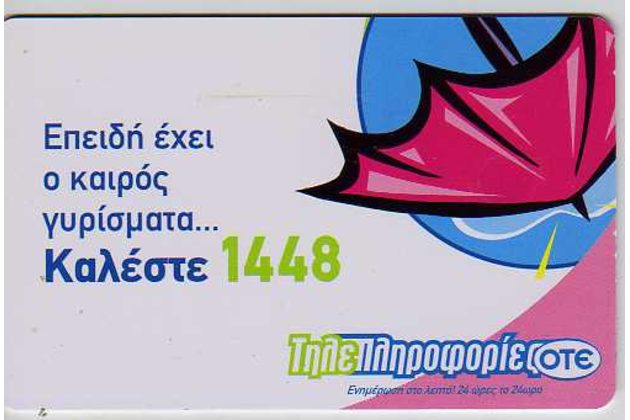 Επειδή έχει
ο καιρός
γυρίσματα...
Καλέστε 1448
ΤηλεΠληροφορίες ΟΤΕ
Ενημέρωση στο λεπτό! 24 ώρες το 24ωρο